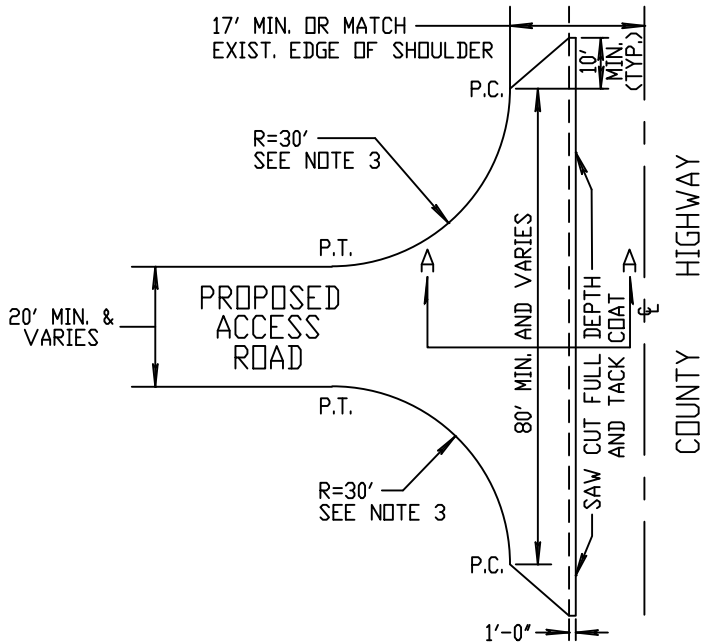 17' MIN. OR MATCH
EXIST. EDGE OF SHOULDER
10'
MIN.
(TYP.)
P.C.
R=30'
SEE NOTE 3
P.T.
A
A
HIGHWAY
20' MIN. &
VARIES
PROPOSED
ACCESS
ROAD
80' MIN. AND VARIES
SAW CUT FULL DEPTH
AND TACK COAT
℄
COUNTY
P.T.
R=30'
SEE NOTE 3
P.C.
1'-0"